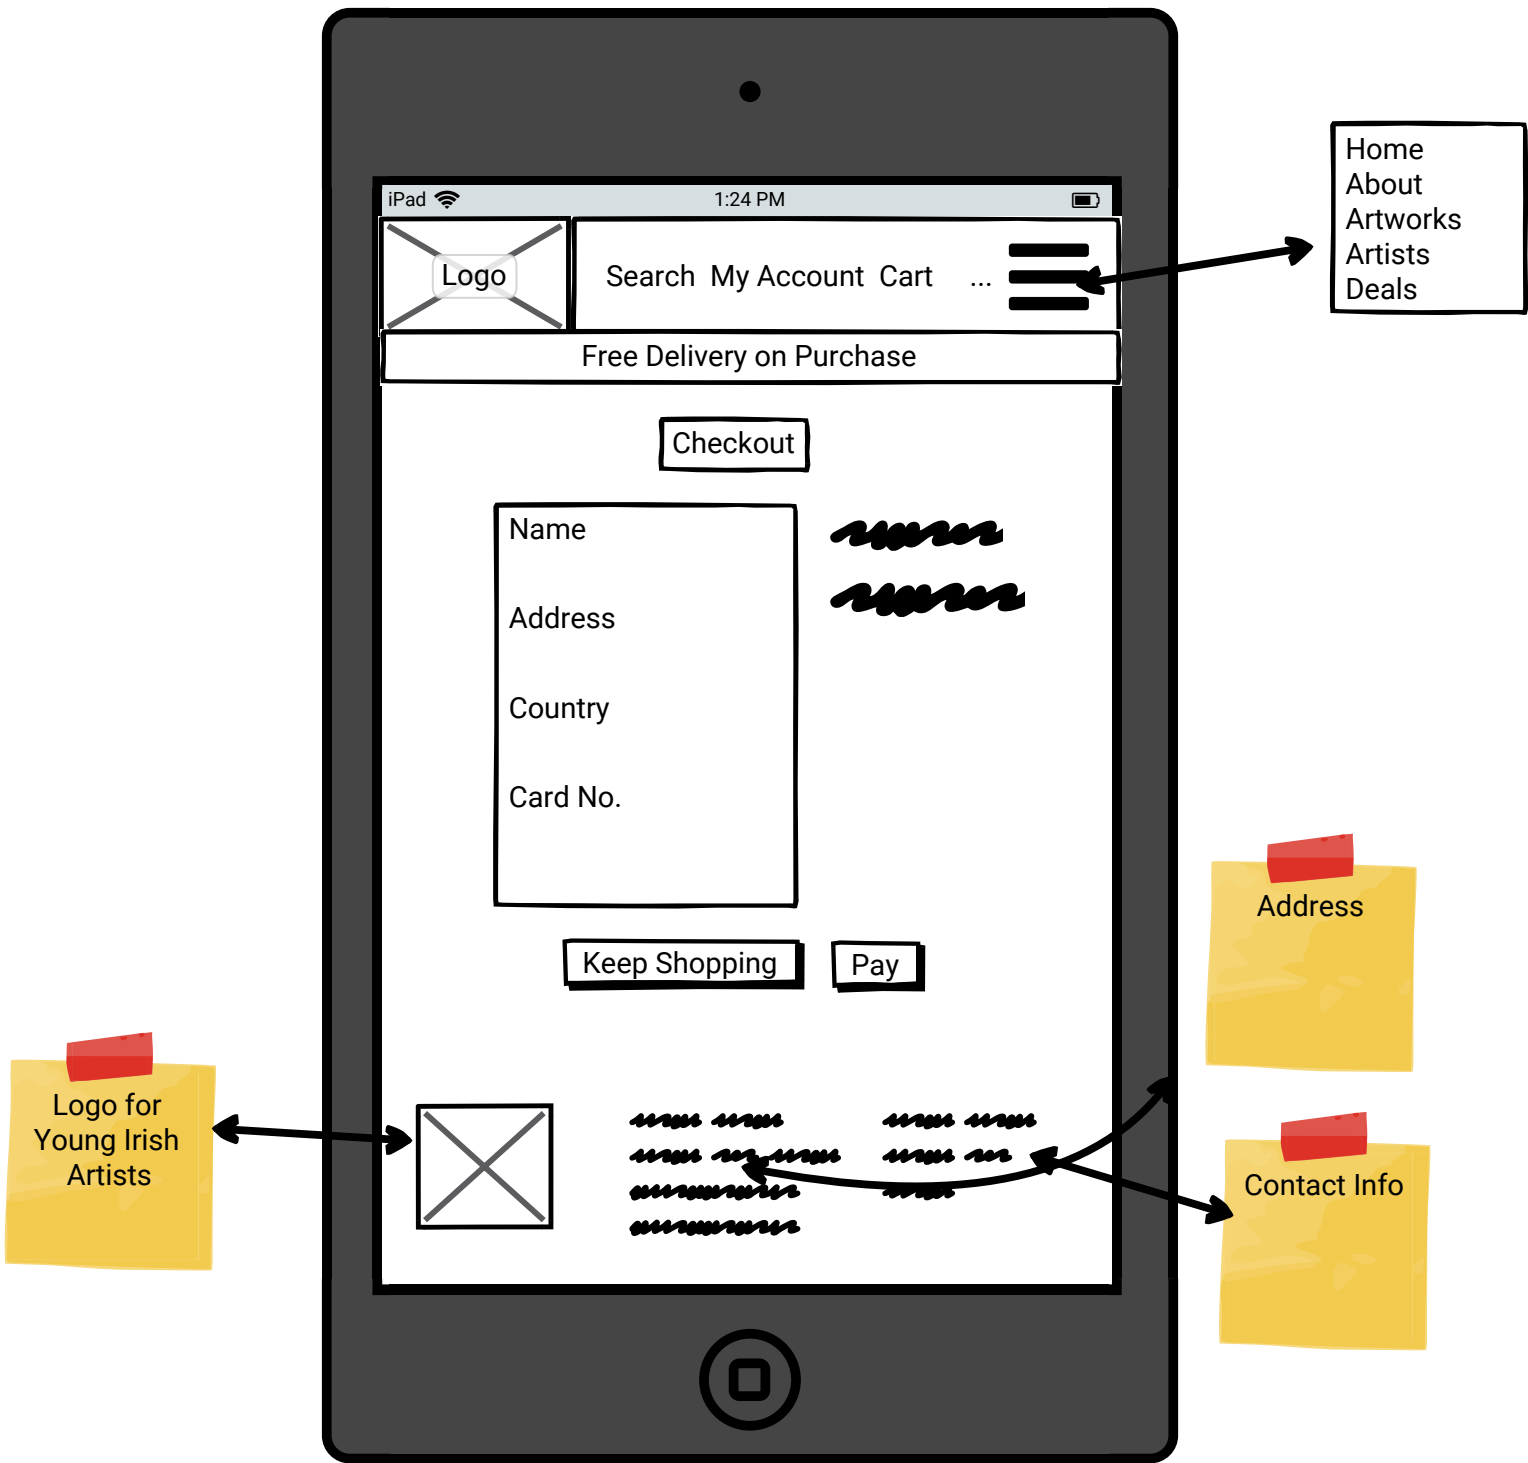 iPad
1:24 PM
Logo
Search My Account Cart ...
Home
About
Artworks
Artists
Deals
Free Delivery on Purchase
Checkout
Name
Address
Country
Card No.
Keep Shopping
Pay
Address
Logo for
Young Irish
Artists
Contact Info